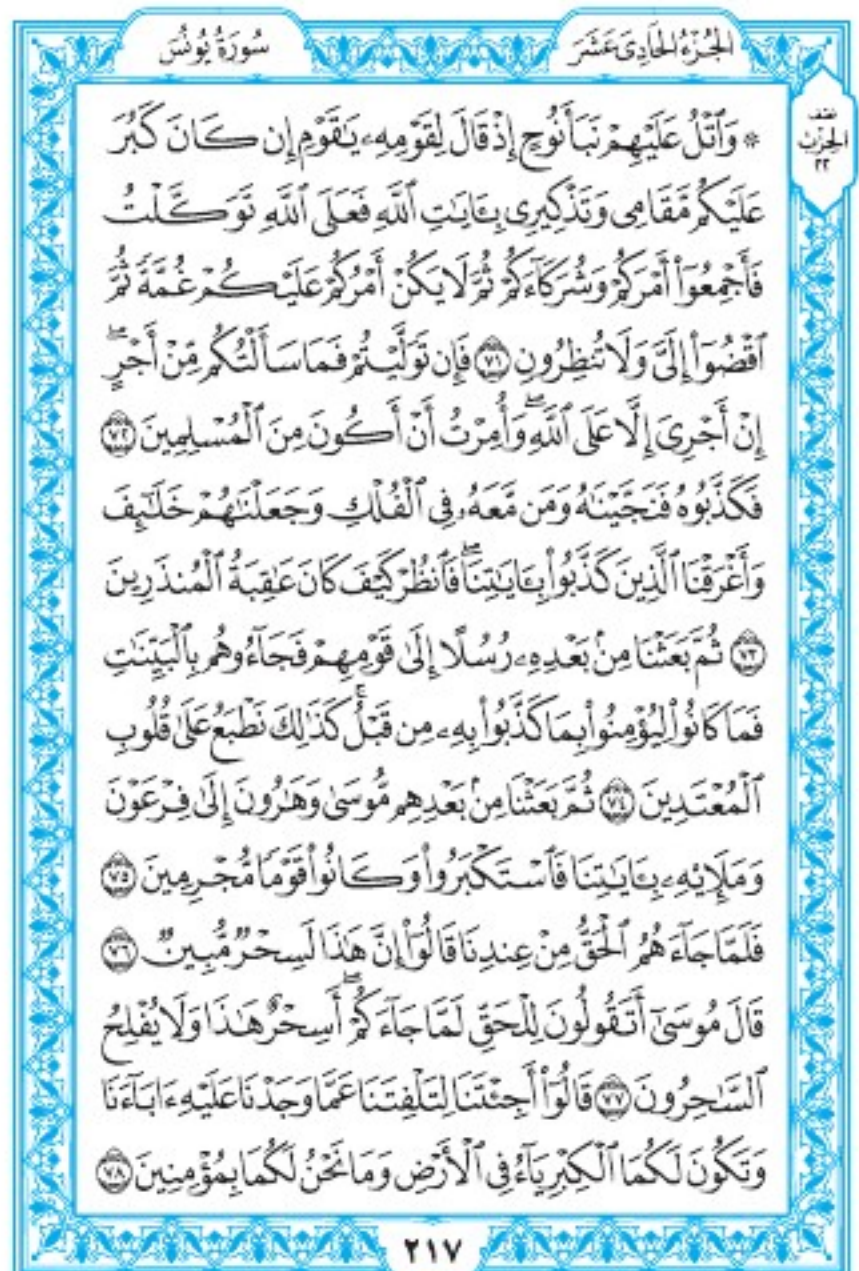 الجُزْءُ الحَادِىَ عَشَرَ
سُورَةُ يُونُسَ
نصف
الحِزْبُ
٢٢
۞ وَٱتۡلُ عَلَيۡهِمۡ نَبَأَ نُوحٍ إِذۡ قَالَ لِقَوۡمِهِۦ يَٰقَوۡمِ إِن كَانَ كَبُرَ
عَلَيۡكُم مَّقَامِي وَتَذۡكِيرِي بِـَٔايَٰتِ ٱللَّهِ فَعَلَى ٱللَّهِ تَوَكَّلۡتُ
فَأَجۡمِعُوٓاْ أَمۡرَكُمۡ وَشُرَكَآءَكُمۡ ثُمَّ لَا يَكُنۡ أَمۡرُكُمۡ عَلَيۡكُمۡ غُمَّةٗ ثُمَّ
ٱقۡضُوٓاْ إِلَيَّ وَلَا تُنظِرُونِ ٧١ فَإِن تَوَلَّيۡتُمۡ فَمَا سَأَلۡتُكُم مِّنۡ أَجۡرٍۖ
إِنۡ أَجۡرِيَ إِلَّا عَلَى ٱللَّهِۖ وَأُمِرۡتُ أَنۡ أَكُونَ مِنَ ٱلۡمُسۡلِمِينَ ٧٢
فَكَذَّبُوهُ فَنَجَّيۡنَٰهُ وَمَن مَّعَهُۥ فِي ٱلۡفُلۡكِ وَجَعَلۡنَٰهُمۡ خَلَٰٓئِفَ
وَأَغۡرَقۡنَا ٱلَّذِينَ كَذَّبُواْ بِـَٔايَٰتِنَاۖ فَٱنظُرۡ كَيۡفَ كَانَ عَٰقِبَةُ ٱلۡمُنذَرِينَ
٧٣ ثُمَّ بَعَثۡنَا مِنۢ بَعۡدِهِۦ رُسُلًا إِلَىٰ قَوۡمِهِمۡ فَجَآءُوهُم بِٱلۡبَيِّنَٰتِ
فَمَا كَانُواْ لِيُؤۡمِنُواْ بِمَا كَذَّبُواْ بِهِۦ مِن قَبۡلُۚ كَذَٰلِكَ نَطۡبَعُ عَلَىٰ قُلُوبِ
ٱلۡمُعۡتَدِينَ ٧٤ ثُمَّ بَعَثۡنَا مِنۢ بَعۡدِهِم مُّوسَىٰ وَهَٰرُونَ إِلَىٰ فِرۡعَوۡنَ
وَمَلَإِيْهِۦ بِـَٔايَٰتِنَا فَٱسۡتَكۡبَرُواْ وَكَانُواْ قَوۡمٗا مُّجۡرِمِينَ ٧٥
فَلَمَّا جَآءَهُمُ ٱلۡحَقُّ مِنۡ عِندِنَا قَالُوٓاْ إِنَّ هَٰذَا لَسِحۡرٞ مُّبِينٞ ٧٦
قَالَ مُوسَىٰٓ أَتَقُولُونَ لِلۡحَقِّ لَمَّا جَآءَكُمۡۖ أَسِحۡرٌ هَٰذَا وَلَا يُفۡلِحُ
ٱلسَّٰحِرُونَ ٧٧ قَالُوٓاْ أَجِئۡتَنَا لِتَلۡفِتَنَا عَمَّا وَجَدۡنَا عَلَيۡهِ ءَابَآءَنَا
وَتَكُونَ لَكُمَا ٱلۡكِبۡرِيَآءُ فِي ٱلۡأَرۡضِ وَمَا نَحۡنُ لَكُمَا بِمُؤۡمِنِينَ ٧٨
٢١٧